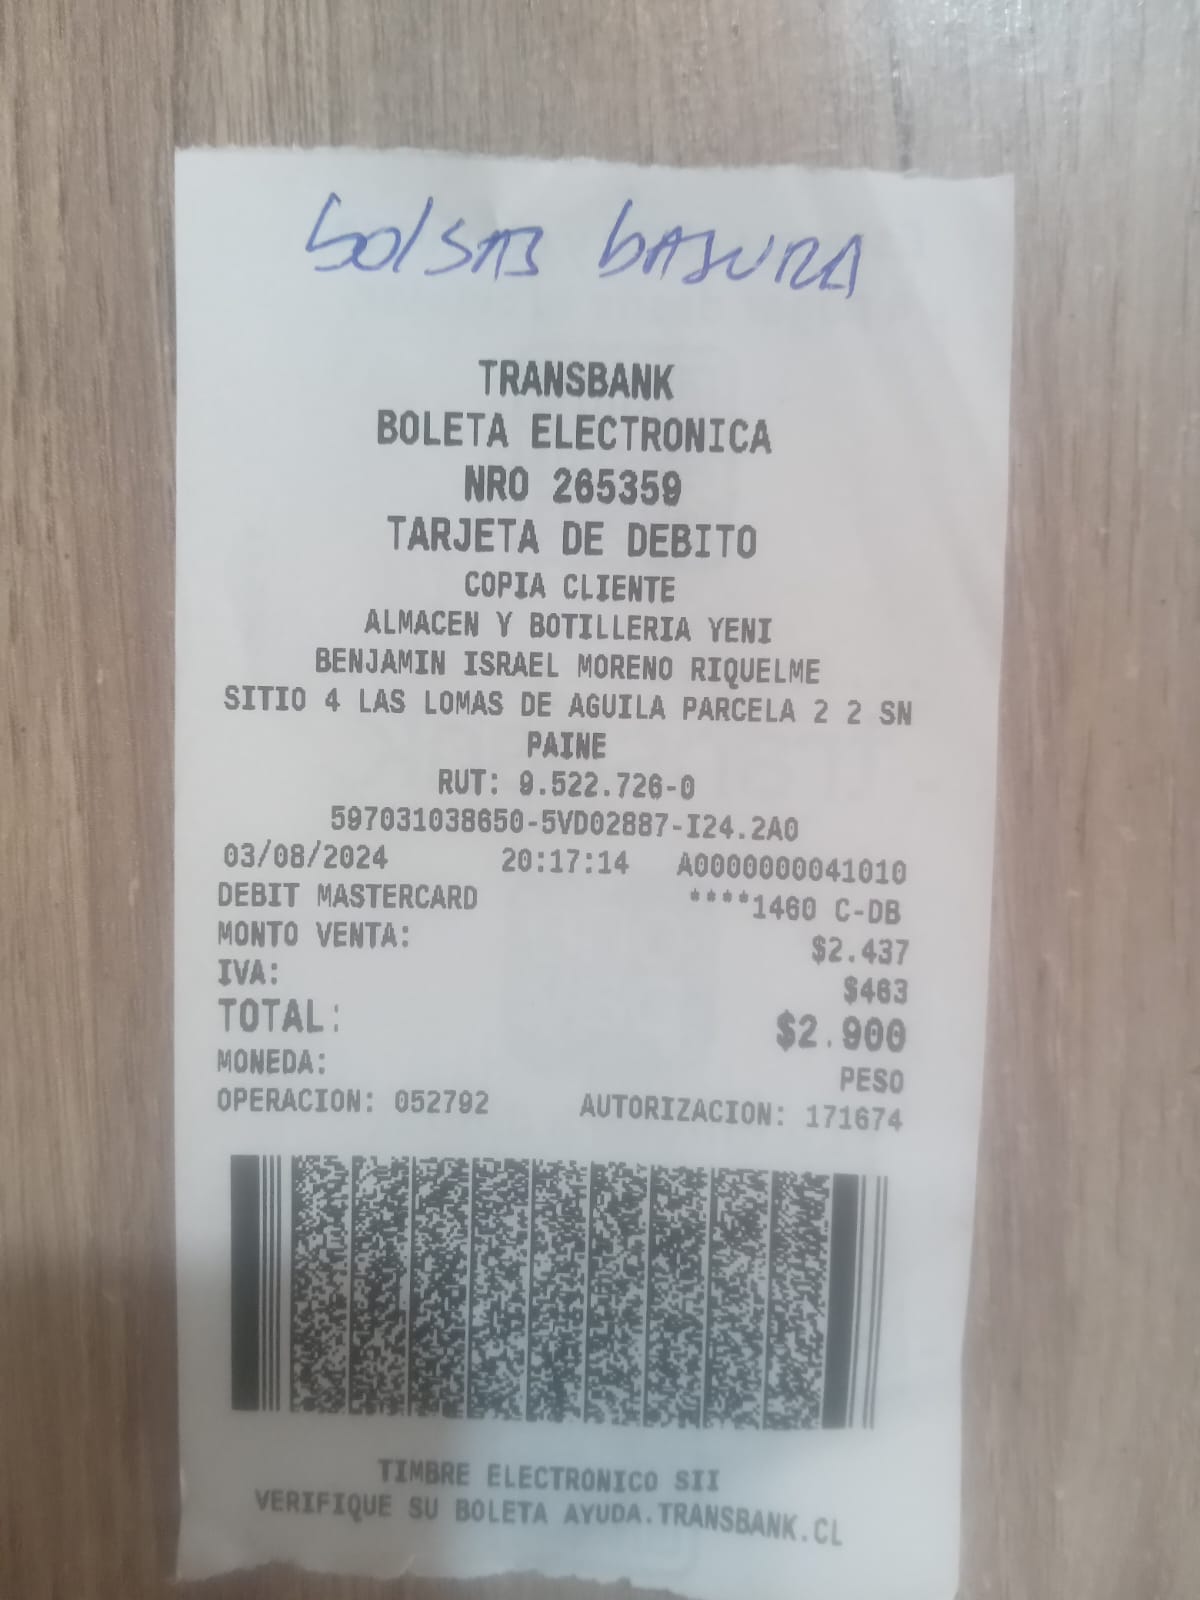 bolsas basura
TRANSBANK
BOLETA ELECTRONICA
NRO 265359
TARJETA DE DEBITO
COPIA CLIENTE
ALMACEN Y BOTILLERIA YENI
BENJAMIN ISRAEL MORENO RIQUELME
SITIO 4 LAS LOMAS DE AGUILA PARCELA 2 2 SN
PAINE
RUT: 9.522.726-0
597031038650-5VD02887-I24.2A0
03/08/2024 20:17:14 A0000000041010
DEBIT MASTERCARD ****1460 C-DB
MONTO VENTA: $2.437
IVA: $463
TOTAL: $2.900
MONEDA: PESO
OPERACION: 052792 AUTORIZACION: 171674
TIMBRE ELECTRONICO SII
VERIFIQUE SU BOLETA AYUDA.TRANSBANK.CL